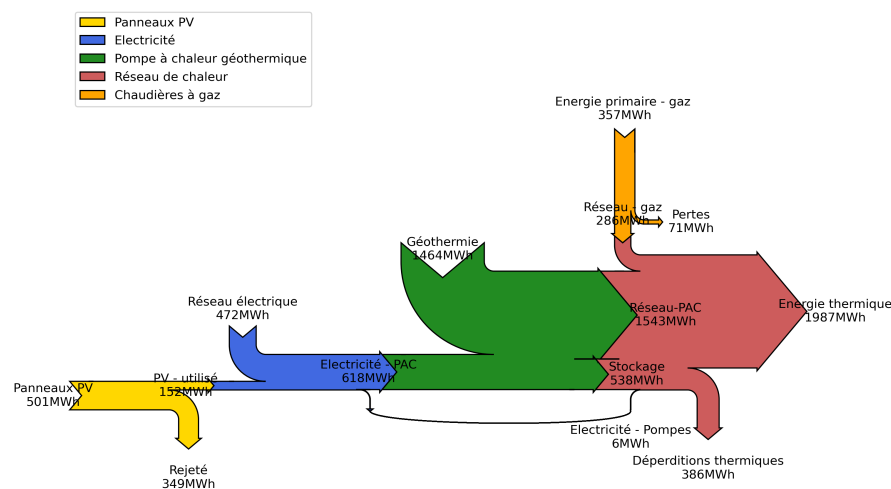 Panneaux PV
Electricité
Pompe à chaleur géothermique
Réseau de chaleur
Chaudières à gaz
Energie primaire - gaz
357MWh
Réseau - gaz
286MWh
Pertes
71MWh
Géothermie
1464MWh
Réseau électrique
472MWh
Réseau-PAC
1543MWh
Energie thermique
1987MWh
Electricité - PAC
618MWh
Stockage
538MWh
PV - utilisé
152MWh
Panneaux PV
501MWh
Electricité - Pompes
6MWh
Déperditions thermiques
386MWh
Rejeté
349MWh